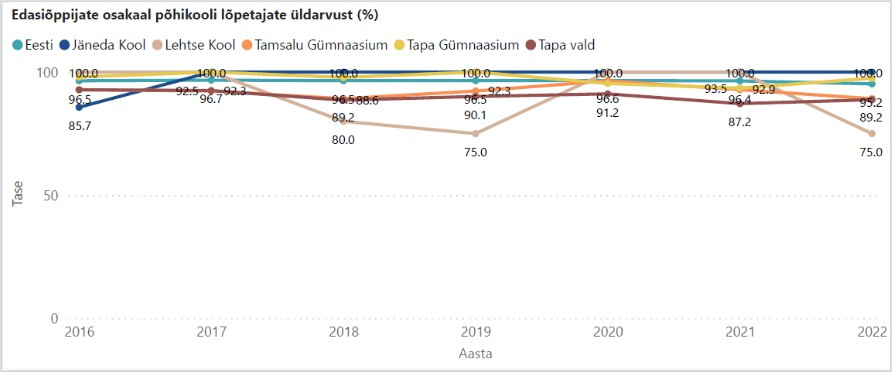 Edasiõppijate osakaal põhikooli lõpetajate üldarvust (%)
Eesti Jäneda Kool Lehtse Kool Tamsalu Gümnaasium Tapa Gümnaasium Tapa vald
100 100.0 100.0 100.0 100.0 100.0 100.0 100.0
96.5 92.5 96.7 92.3 96.5 88.6 96.5 92.3 96.6 93.5 96.4 92.9 95.2
85.7 89.2 90.1 91.2 87.2 89.2
80.0 75.0 75.0
50
0
Tase
2016 2017 2018 2019 2020 2021 2022
Aasta